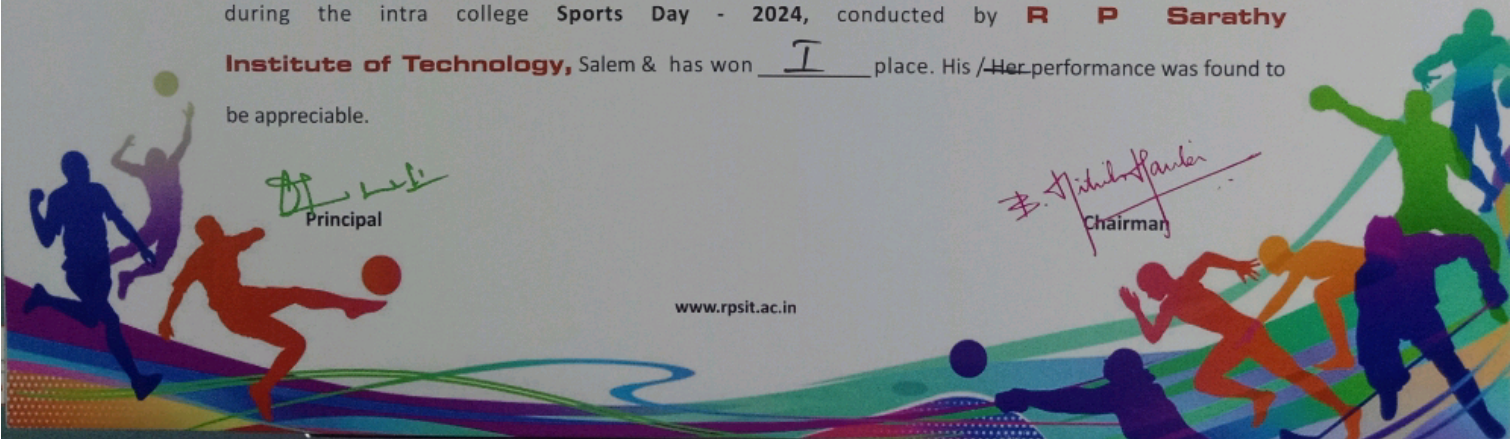 during the intra college Sports Day - 2024, conducted by R P Sarathy
Institute of Technology, Salem & has won I place. His / Her performance was found to
be appreciable.
Principal
Chairman
www.rpsit.ac.in